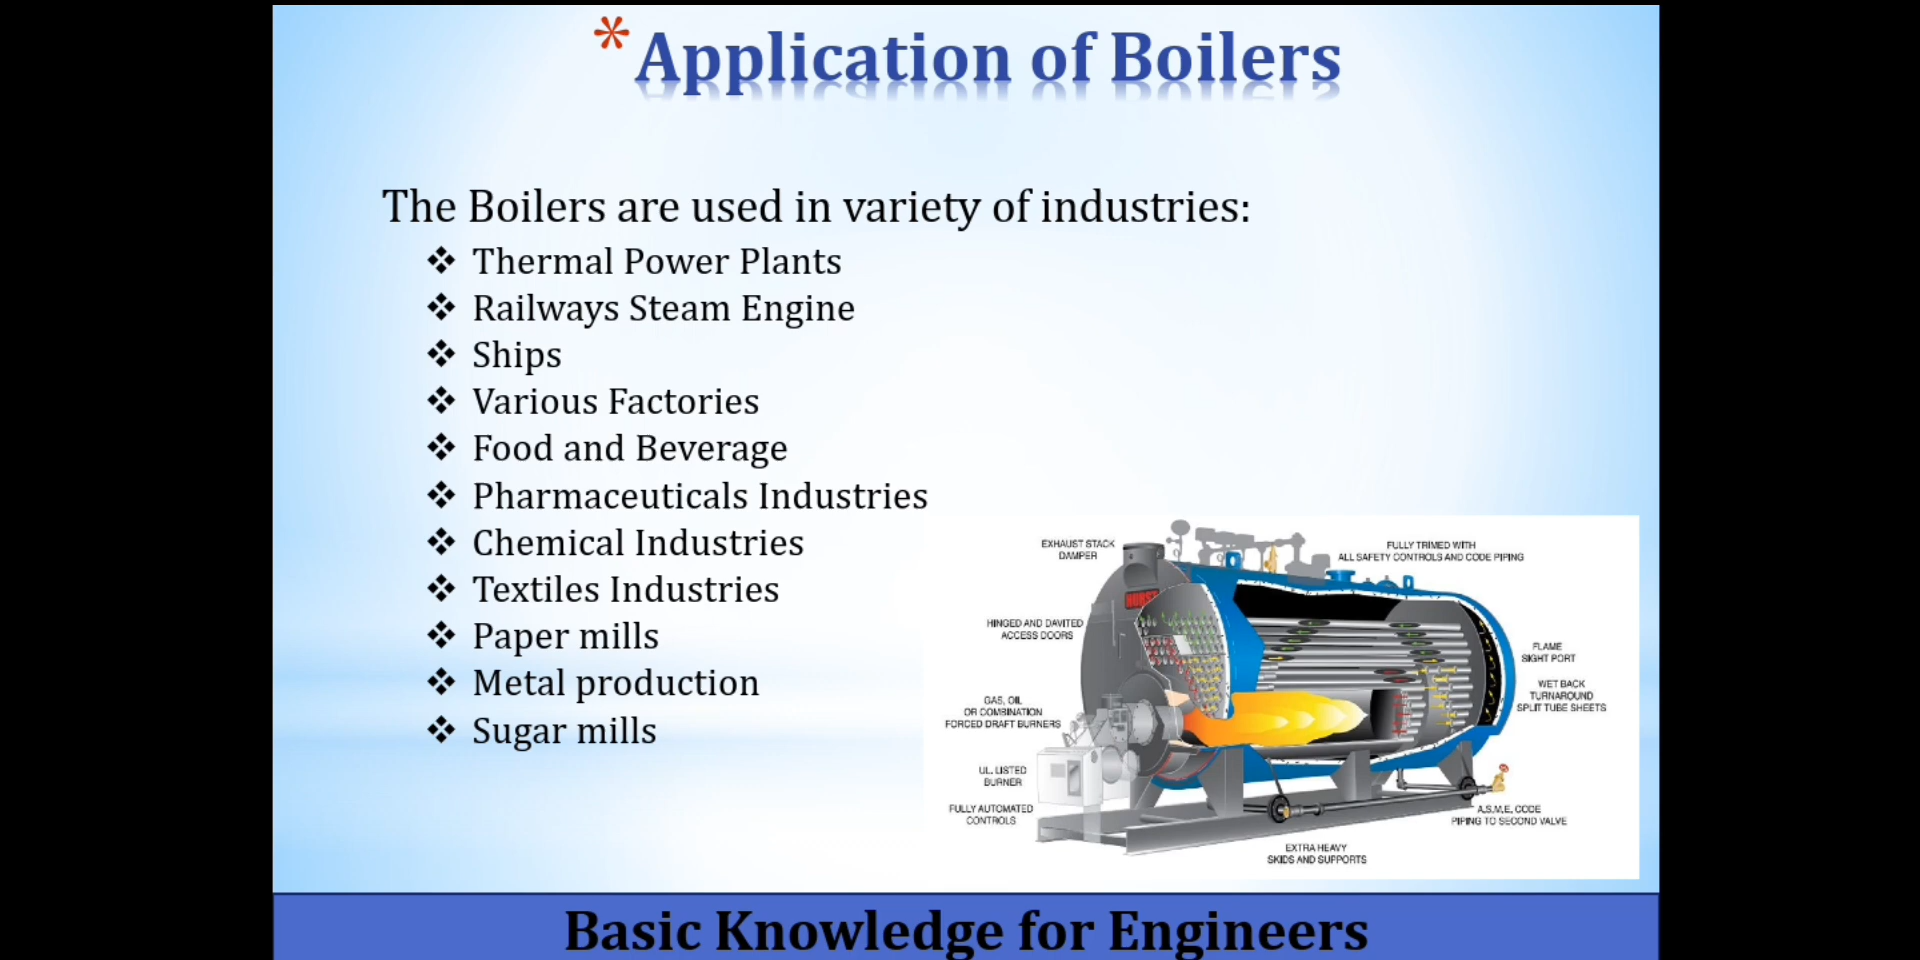 *Application of Boilers
The Boilers are used in variety of industries:
❖ Thermal Power Plants
❖ Railways Steam Engine
❖ Ships
❖ Various Factories
❖ Food and Beverage
❖ Pharmaceuticals Industries
❖ Chemical Industries
❖ Textiles Industries
❖ Paper mills
❖ Metal production
❖ Sugar mills
EXHAUST STACK
DAMPER
FULLY TRIMED WITH
ALL SAFETY CONTROLS AND CODE PIPING
HURST
HINGED AND DAVITED
ACCESS DOORS
FLAME
SIGHT PORT
WET BACK
TURNAROUND
SPLIT TUBE SHEETS
GAS, OIL
OR COMBINATION
FORCED DRAFT BURNERS
UL. LISTED
BURNER
FULLY AUTOMATED
CONTROLS
A.S.M.E. CODE
PIPING TO SECOND VALVE
EXTRA HEAVY
SKIDS AND SUPPORTS
Basic Knowledge for Engineers